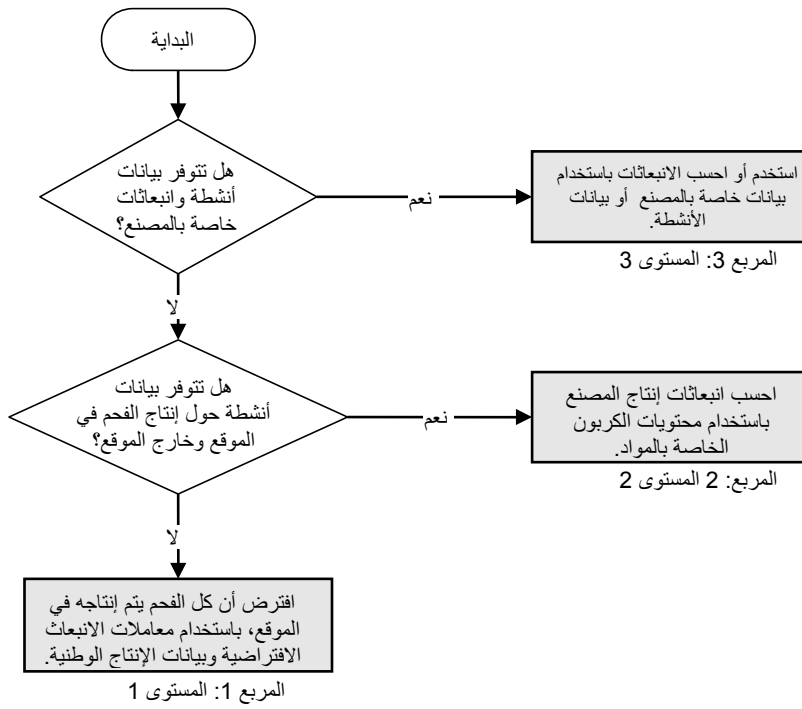 البداية
هل تتوفر بيانات
أنشطة وانبعاثات
خاصة بالمصنع؟
نعم
استخدم أو احسب الانبعاثات باستخدام
بيانات خاصة بالمصنع أو بيانات
الأنشطة.
المربع 3: المستوى 3
لا
هل تتوفر بيانات
أنشطة حول إنتاج الفحم في
الموقع وخارج الموقع؟
نعم
احسب انبعاثات إنتاج المصنع
باستخدام محتويات الكربون
الخاصة بالمواد.
المربع: 2 المستوى 2
لا
افترض أن كل الفحم يتم إنتاجه في
الموقع، باستخدام معاملات الانبعاث
الافتراضية وبيانات الإنتاج الوطنية.
المربع 1: المستوى 1